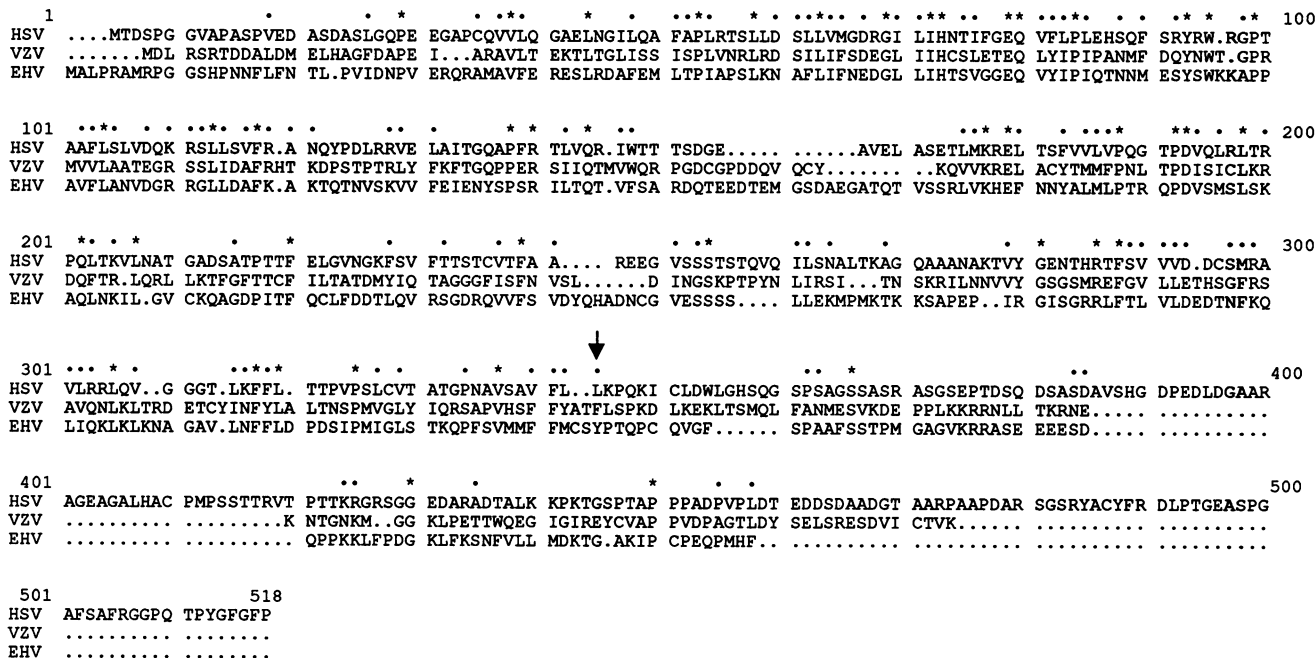 1 100
HSV ....MTDSPG GVAPASPVED ASDASLGQPE EGAPCQVVLQ GAELNGILQA FAPLRTSLLD SLLVMGDRGI LIHNTIFGEQ VFLPLEHSQF SRYRW.RGPT
VZV .......MDL RSRTDDALDM ELHAGFDAPE I...ARAVLT EKTLTGLISS ISPLVNRLRD SILIFSDEGL IIHCSLETEQ LYIPIPANMF DQYNWT.GPR
EHV MALPRAMRPG GSHPNNFLFN TL.PVIDNPV ERQRAMAVFE RESLRDAFEM LTPIAPSLKN AFLIFNEDGL LIHTSVGGEQ VYIPIQTNNM ESYSWKKAPP
101 200
HSV AAFLSLVDQK RSLLSVFR.A NQYPDLRRVE LAITGQAPFR TLVQR.IWTT TSDGE..... ....AVELA SETLMKREL TSFVVLVPQG TPDVQLRLTR
VZV MVVLAATEGR SSLIDAFRHT KDPSTPTRLY FKFTGQPPER SIIQTMVWQR PGDCGPDDQV QCY.......KQVVKREL ACYTMMFPNL TPDISICLKR
EHV AVFLANVDGR RGLLDAFK.A KTQTNVSKVV FEIENYSPSR ILTQT.VFSA RDQTEEDTEM GSDAEGATQT VSSRLVKHEF NNYALMLPTR QPDVSMSLSK
201 300
HSV PQLTKVLNAT GADSATPTTF ELGVNGKFSV FTTSTCVTFA A.... REEG VSSSTSTQVQ ILSNALTKAG QAAANAKTVY GENTHRTFSV VVD.DCSMRA
VZV DQFTR.LQRL LKTFGFTTCF ILTATDMYIQ TAGGGFISFN VSL......D INGSKPTPYN LIRSI...TN SKRILNNVVY GSGSMREFGV LLETHSGFRS
EHV AQLNKIL.GV CKQAGDPITF QCLFDDTLQV RSGDRQVVFS VDYQHADNCG VESSSS.... LLEKMPMKTK KSAPEP..IR GISGRRLFTL VLDEDTNFKQ
301 400
HSV VLRRLQV..G GGT.LKFFL. TTPVPSLCVT ATGPNAVSAV FL..LKPQKI CLDWLGHSQG SPSAGSSASR ASGSEPTDSQ DSASDAVSHG DPEDLDGAAR
VZV AVQNLKLTRD ETCYINFYLA LTNSPMVGLY IQRSAPVHSF FYATFLSPKD LKEKLTSMQL FANMESVKDE PPLKKRRNLL TKRNE..... ..........
EHV LIQKLKLKNA GAV.LNFFLD PDSIPMIGLS TKQPFSVMMF FMCSYPTQPC QVGF...... SPAAFSSTPM GAGVKRRASE EEESD..... ..........
401 500
HSV AGEAGALHAC PMPSSTTRVT PTTKRGRSGG EDARADTALK KPKTGSPTAP PPADPVPLDT EDDSDAADGT AARPAAPDAR SGSRYACYFR DLPTGEASPG
VZV .......... .........K NTGNKM..GG KLPETTWQEG IGIREYCVAP PVDPAGTLDY SELSRESDVI CTVK...... .......... ..........
EHV .......... .......... QPPKKLFPDG KLFKSNFVLL MDKTG.AKIP CPEQPMHF.. .......... .......... .......... ..........
501 518
HSV AFSAFRGGPQ TPYGFGFP
VZV .......... ........
EHV .......... ........